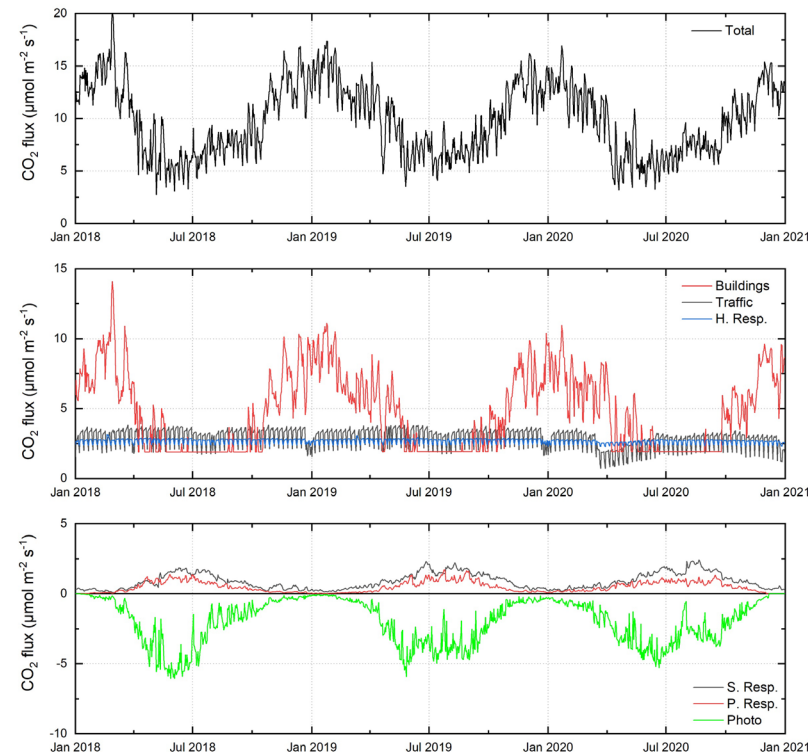 20
15
10
5
0
CO₂ flux (µmol m⁻² s⁻¹)
Total
Jan 2018 Jul 2018 Jan 2019 Jul 2019 Jan 2020 Jul 2020 Jan 2021
15
10
5
0
CO₂ flux (µmol m⁻² s⁻¹)
Buildings
Traffic
H. Resp.
Jan 2018 Jul 2018 Jan 2019 Jul 2019 Jan 2020 Jul 2020 Jan 2021
5
0
-5
-10
CO₂ flux (µmol m⁻² s⁻¹)
S. Resp.
P. Resp.
Photo
Jan 2018 Jul 2018 Jan 2019 Jul 2019 Jan 2020 Jul 2020 Jan 2021